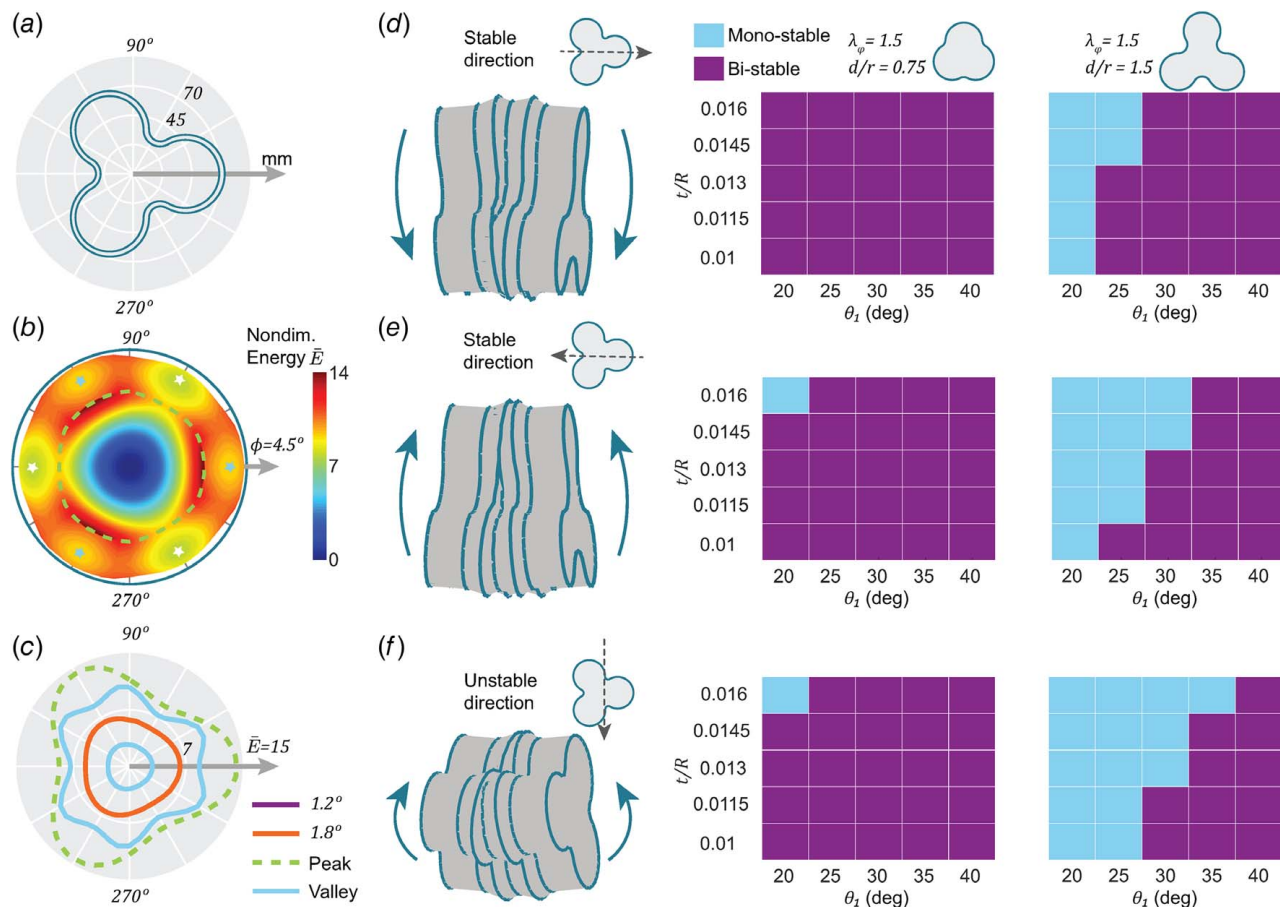 (a)
90°
70
45
mm
270°
(b)
90°
Nondim.
Energy Ē
14
7
0
ϕ=4.5°
270°
(c)
90°
7
Ē=15
270°
1.2°
1.8°
Peak
Valley
(d)
Stable
direction
(e)
Stable
direction
(f)
Unstable
direction
Mono-stable
Bi-stable
λφ = 1.5
d/r = 0.75
λφ = 1.5
d/r = 1.5
t/R
0.016
0.0145
0.013
0.0115
0.01
20 25 30 35 40
θ1 (deg)
20 25 30 35 40
θ1 (deg)
t/R
0.016
0.0145
0.013
0.0115
0.01
20 25 30 35 40
θ1 (deg)
20 25 30 35 40
θ1 (deg)
t/R
0.016
0.0145
0.013
0.0115
0.01
20 25 30 35 40
θ1 (deg)
20 25 30 35 40
θ1 (deg)